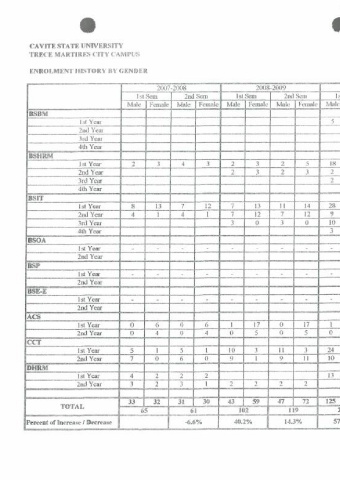 CAVITE STATE UNIVERSITY
TRECE MARTIRES CITY CAMPUS
ENROLMENT HISTORY BY GENDER
2007-2008 2008-2009
1st Sem 2nd Sem 1st Sem 2nd Sem
Male Female Male Female Male Female Male Female Male
BSBM
1st Year 5
2nd Year
3rd Year
4th Year
BSHRM
1st Year 2 3 4 3 2 3 2 5 18
2nd Year 2 3 2 3 2
3rd Year 2
4th Year
BSIT
1st Year 8 13 7 12 7 13 11 14 28
2nd Year 4 1 4 1 7 12 7 12 9
3rd Year 3 0 3 0 10
4th Year 3
BSOA
1st Year - - - - - - - -
2nd Year
BSP
1st Year - - - - - - - -
2nd Year
BSE-E
1st Year - - - - - - - -
2nd Year
ACS
1st Year 0 6 0 6 1 17 0 17 1
2nd Year 0 4 0 4 0 5 0 5 0
CCT
1st Year 5 1 5 1 10 3 11 3 24
2nd Year 7 0 6 0 9 1 9 11 10
DHRM
1st Year 4 2 2 2 13
2nd Year 3 2 3 1 2 2 2 2
33 32 31 30 43 59 47 72 125
TOTAL 65 61 102 119
Percent of Increase / Decrease -6.6% 40.2% 14.3% 57